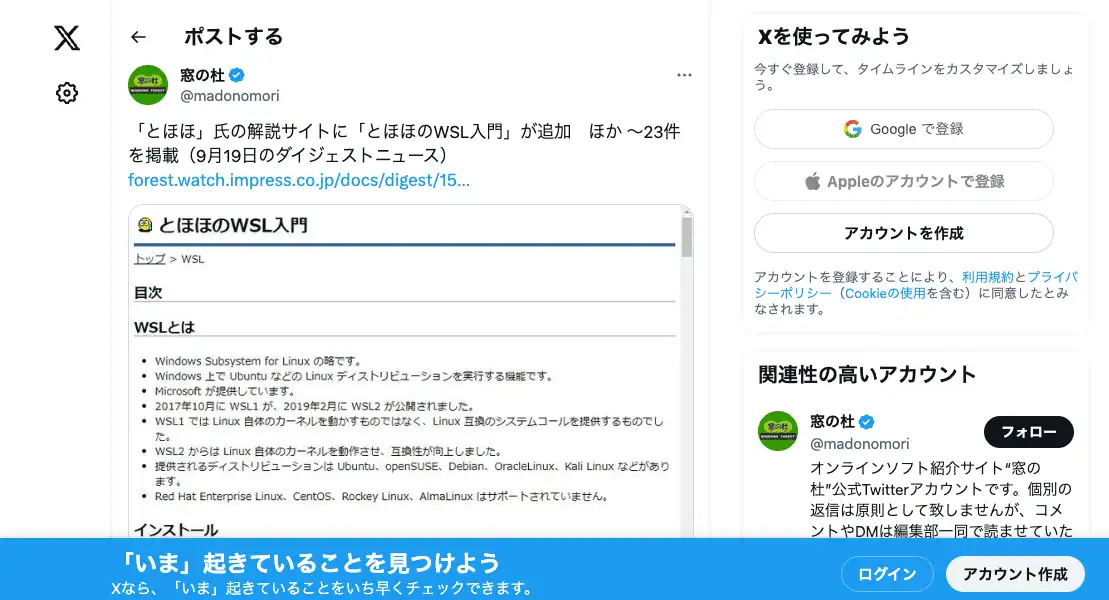 ポストする
窓の杜
@madonomori
「とほほ」氏の解説サイトに「とほほのWSL入門」が追加　ほか ～23件
を掲載（9月19日のダイジェストニュース）
forest.watch.impress.co.jp/docs/digest/15...
とほほのWSL入門
トップ > WSL
目次
WSLとは
• Windows Subsystem for Linux の略です。
• Windows 上で Ubuntu などの Linux ディストリビューションを実行する機能です。
• Microsoft が提供しています。
• 2017年10月に WSL1 が、2019年2月に WSL2 が公開されました。
• WSL1 では Linux 自体のカーネルを動かすものではなく、Linux 互換のシステムコールを提供するものでし
た。
• WSL2 からは Linux 自体のカーネルを動作させ、互換性が向上しました。
• 提供されるディストリビューションは Ubuntu、openSUSE、Debian、OracleLinux、Kali Linux などがあり
ます。
• Red Hat Enterprise Linux、CentOS、Rockey Linux、AlmaLinux はサポートされていません。
インストール
Xを使ってみよう
今すぐ登録して、タイムラインをカスタマイズしましょ
う。
Google で登録
Appleのアカウントで登録
アカウントを作成
アカウントを登録することにより、利用規約とプライバ
シーポリシー（Cookieの使用を含む）に同意したとみ
なされます。
関連性の高いアカウント
窓の杜
@madonomori
フォロー
オンラインソフト紹介サイト“窓の
杜”公式Twitterアカウントです。個別の
返信は原則として致しませんが、コメ
ントやDMは編集部一同で読ませていた
「いま」起きていることを見つけよう
Xなら、「いま」起きていることをいち早くチェックできます。
ログイン
アカウント作成